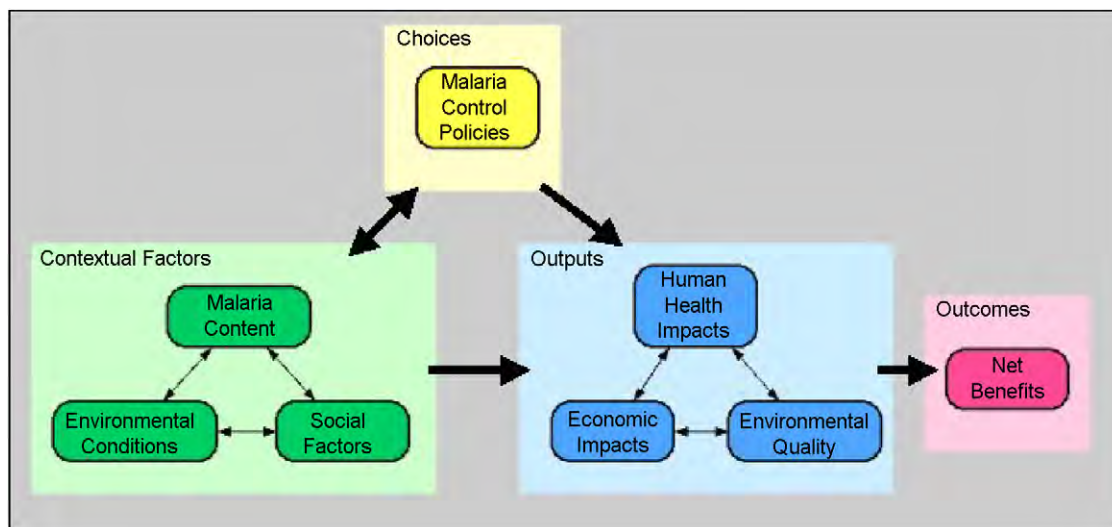 Choices
Malaria
Control
Policies
Contextual Factors
Malaria
Content
Environmental
Conditions
Social
Factors
Outputs
Human
Health
Impacts
Economic
Impacts
Environmental
Quality
Outcomes
Net
Benefits